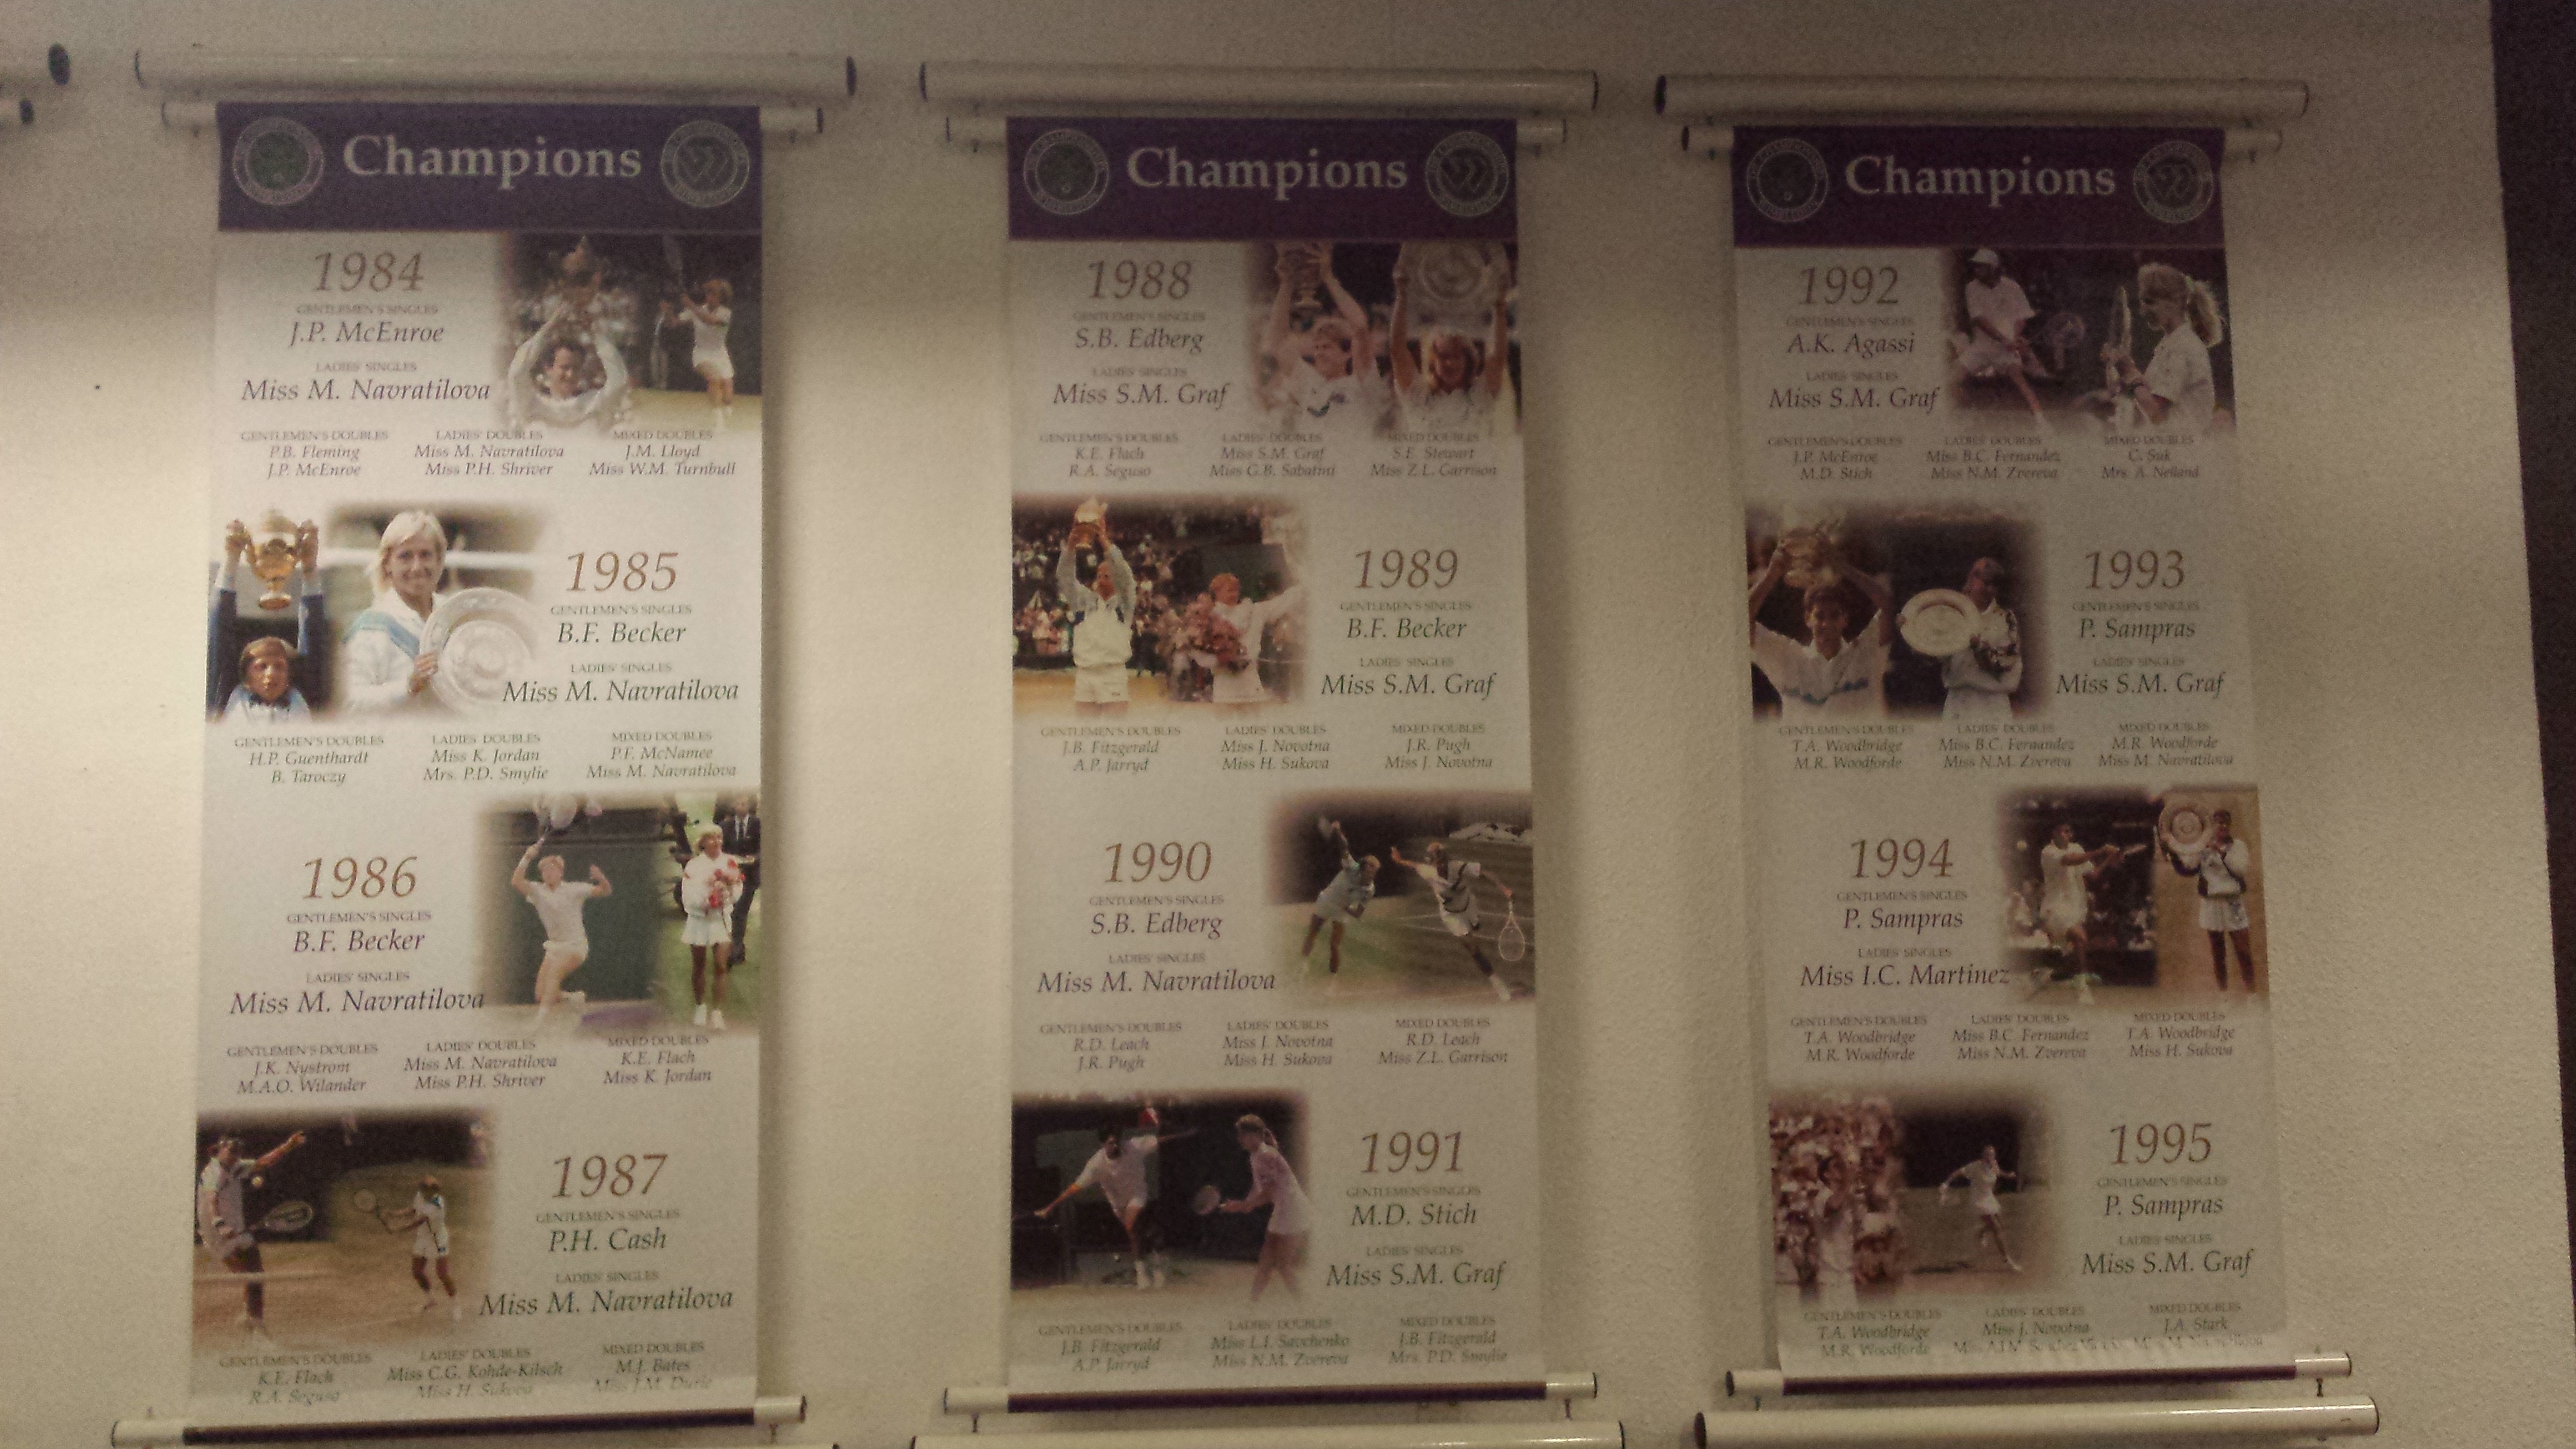 Champions
1984
GENTLEMEN'S SINGLES
J.P. McEnroe
LADIES' SINGLES
Miss M. Navratilova
GENTLEMEN'S DOUBLES
P.B. Fleming
J.P. McEnroe
LADIES' DOUBLES
Miss M. Navratilova
Miss P.H. Shriver
MIXED DOUBLES
J.M. Lloyd
Miss W.M. Turnbull
1985
GENTLEMEN'S SINGLES
B.F. Becker
LADIES' SINGLES
Miss M. Navratilova
GENTLEMEN'S DOUBLES
H.P. Guenthardt
B. Taroczy
LADIES' DOUBLES
Miss K. Jordan
Mrs. P.D. Smylie
MIXED DOUBLES
P.F. McNamee
Miss M. Navratilova
1986
GENTLEMEN'S SINGLES
B.F. Becker
LADIES' SINGLES
Miss M. Navratilova
GENTLEMEN'S DOUBLES
J.K. Nystrom
M.A.O. Wilander
LADIES' DOUBLES
Miss M. Navratilova
Miss P.H. Shriver
MIXED DOUBLES
K.E. Flach
Miss K. Jordan
1987
GENTLEMEN'S SINGLES
P.H. Cash
LADIES' SINGLES
Miss M. Navratilova
GENTLEMEN'S DOUBLES
K.E. Flach
R.A. Seguso
LADIES' DOUBLES
Miss C.G. Kohde-Kilsch
Miss H. Sukova
MIXED DOUBLES
M.J. Bates
Miss J.M. Durie
Champions
1988
GENTLEMEN'S SINGLES
S.B. Edberg
LADIES' SINGLES
Miss S.M. Graf
GENTLEMEN'S DOUBLES
K.E. Flach
R.A. Seguso
LADIES' DOUBLES
Miss S.M. Graf
Miss G.B. Sabatini
MIXED DOUBLES
S.E. Stewart
Miss Z.L. Garrison
1989
GENTLEMEN'S SINGLES
B.F. Becker
LADIES' SINGLES
Miss S.M. Graf
GENTLEMEN'S DOUBLES
J.B. Fitzgerald
A.P. Jarryd
LADIES' DOUBLES
Miss J. Novotna
Miss H. Sukova
MIXED DOUBLES
J.R. Pugh
Miss J. Novotna
1990
GENTLEMEN'S SINGLES
S.B. Edberg
LADIES' SINGLES
Miss M. Navratilova
GENTLEMEN'S DOUBLES
R.D. Leach
J.R. Pugh
LADIES' DOUBLES
Miss J. Novotna
Miss H. Sukova
MIXED DOUBLES
R.D. Leach
Miss Z.L. Garrison
1991
GENTLEMEN'S SINGLES
M.D. Stich
LADIES' SINGLES
Miss S.M. Graf
GENTLEMEN'S DOUBLES
J.B. Fitzgerald
A.P. Jarryd
LADIES' DOUBLES
Miss L.I. Savchenko
Miss N.M. Zvereva
MIXED DOUBLES
J.B. Fitzgerald
Mrs. P.D. Smylie
Champions
1992
GENTLEMEN'S SINGLES
A.K. Agassi
LADIES' SINGLES
Miss S.M. Graf
GENTLEMEN'S DOUBLES
J.P. McEnroe
M.D. Stich
LADIES' DOUBLES
Miss B.C. Fernandez
Miss N.M. Zvereva
MIXED DOUBLES
C. Suk
Mrs. A. Neiland
1993
GENTLEMEN'S SINGLES
P. Sampras
LADIES' SINGLES
Miss S.M. Graf
GENTLEMEN'S DOUBLES
T.A. Woodbridge
M.R. Woodforde
LADIES' DOUBLES
Miss B.C. Fernandez
Miss N.M. Zvereva
MIXED DOUBLES
M.R. Woodforde
Miss M. Navratilova
1994
GENTLEMEN'S SINGLES
P. Sampras
LADIES' SINGLES
Miss I.C. Martinez
GENTLEMEN'S DOUBLES
T.A. Woodbridge
M.R. Woodforde
LADIES' DOUBLES
Miss B.C. Fernandez
Miss N.M. Zvereva
MIXED DOUBLES
T.A. Woodbridge
Miss H. Sukova
1995
GENTLEMEN'S SINGLES
P. Sampras
LADIES' SINGLES
Miss S.M. Graf
GENTLEMEN'S DOUBLES
T.A. Woodbridge
M.R. Woodforde
LADIES' DOUBLES
Miss J. Novotna
MIXED DOUBLES
J.A. Stark